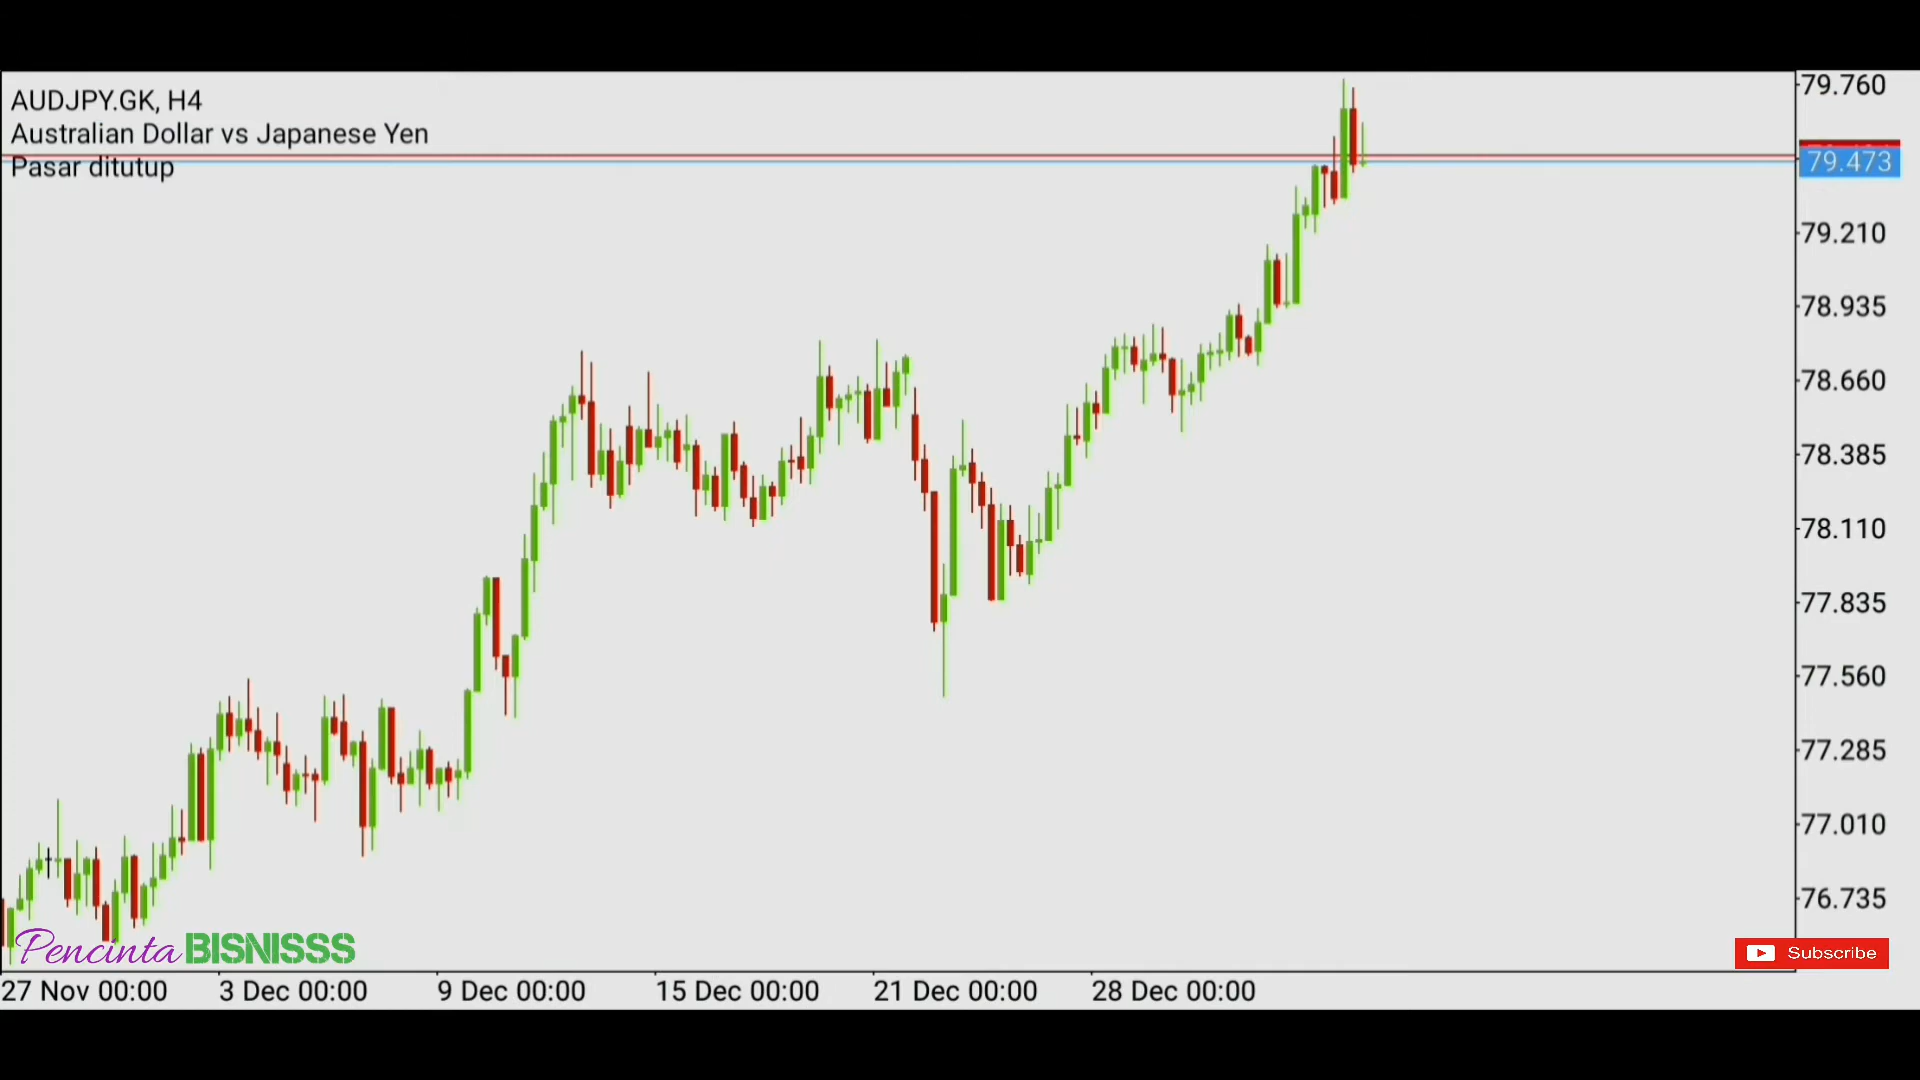 AUDJPY.GK, H4
Australian Dollar vs Japanese Yen
Pasar ditutup
79.760
79.473
79.210
78.935
78.660
78.385
78.110
77.835
77.560
77.285
77.010
76.735
Pencinta BISNISSS
Subscribe
27 Nov 00:00 3 Dec 00:00 9 Dec 00:00 15 Dec 00:00 21 Dec 00:00 28 Dec 00:00